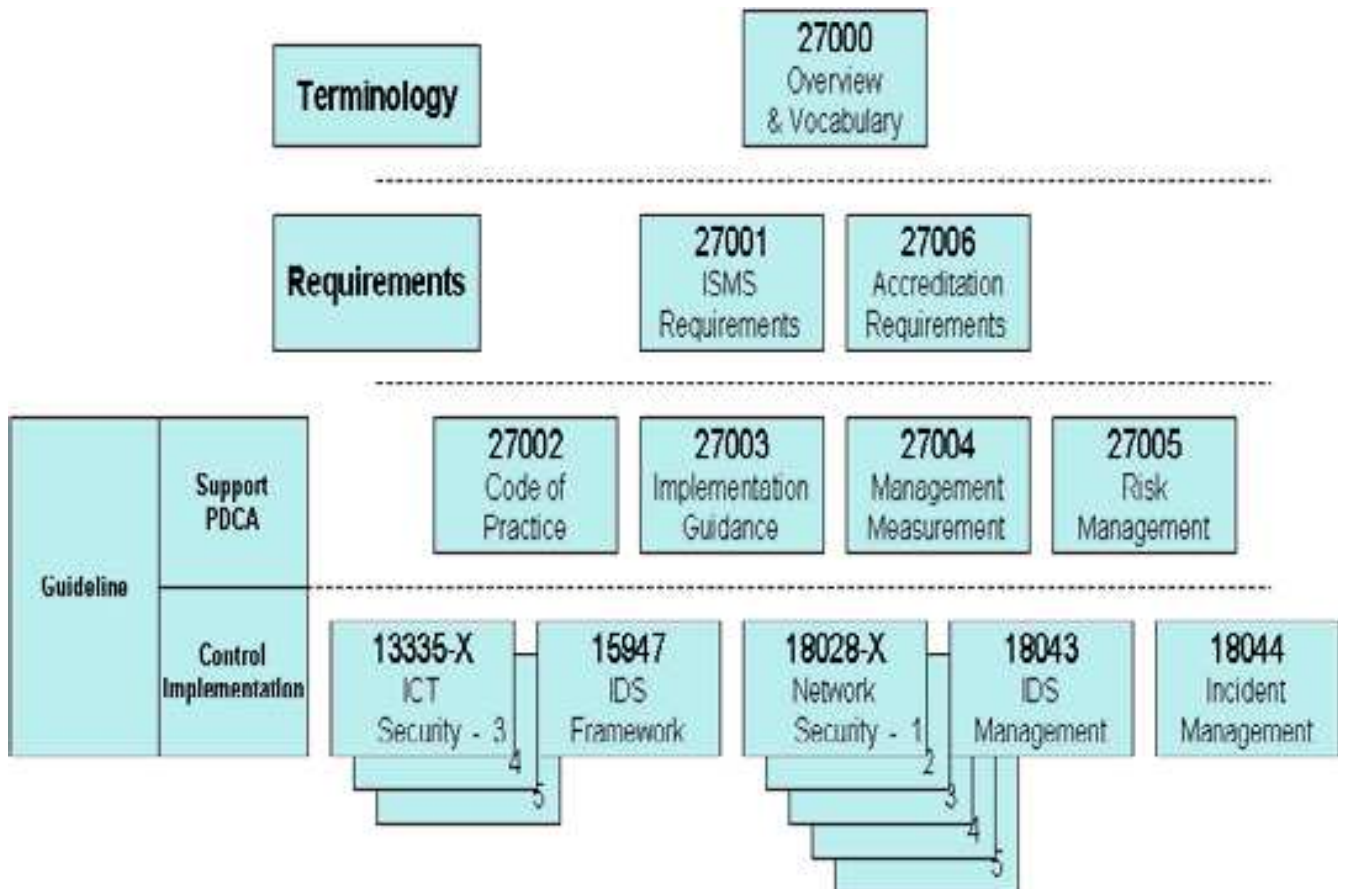 Terminology
27000
Overview
& Vocabulary
Requirements
27001
ISMS
Requirements
27006
Accreditation
Requirements
Guideline
Support
PDCA
27002
Code of
Practice
27003
Implementation
Guidance
27004
Management
Measurement
27005
Risk
Management
Control
Implementation
13335-X
ICT
Security - 3
4
5
15947
IDS
Framework
18028-X
Network
Security - 1
2
3
4
5
18043
IDS
Management
18044
Incident
Management